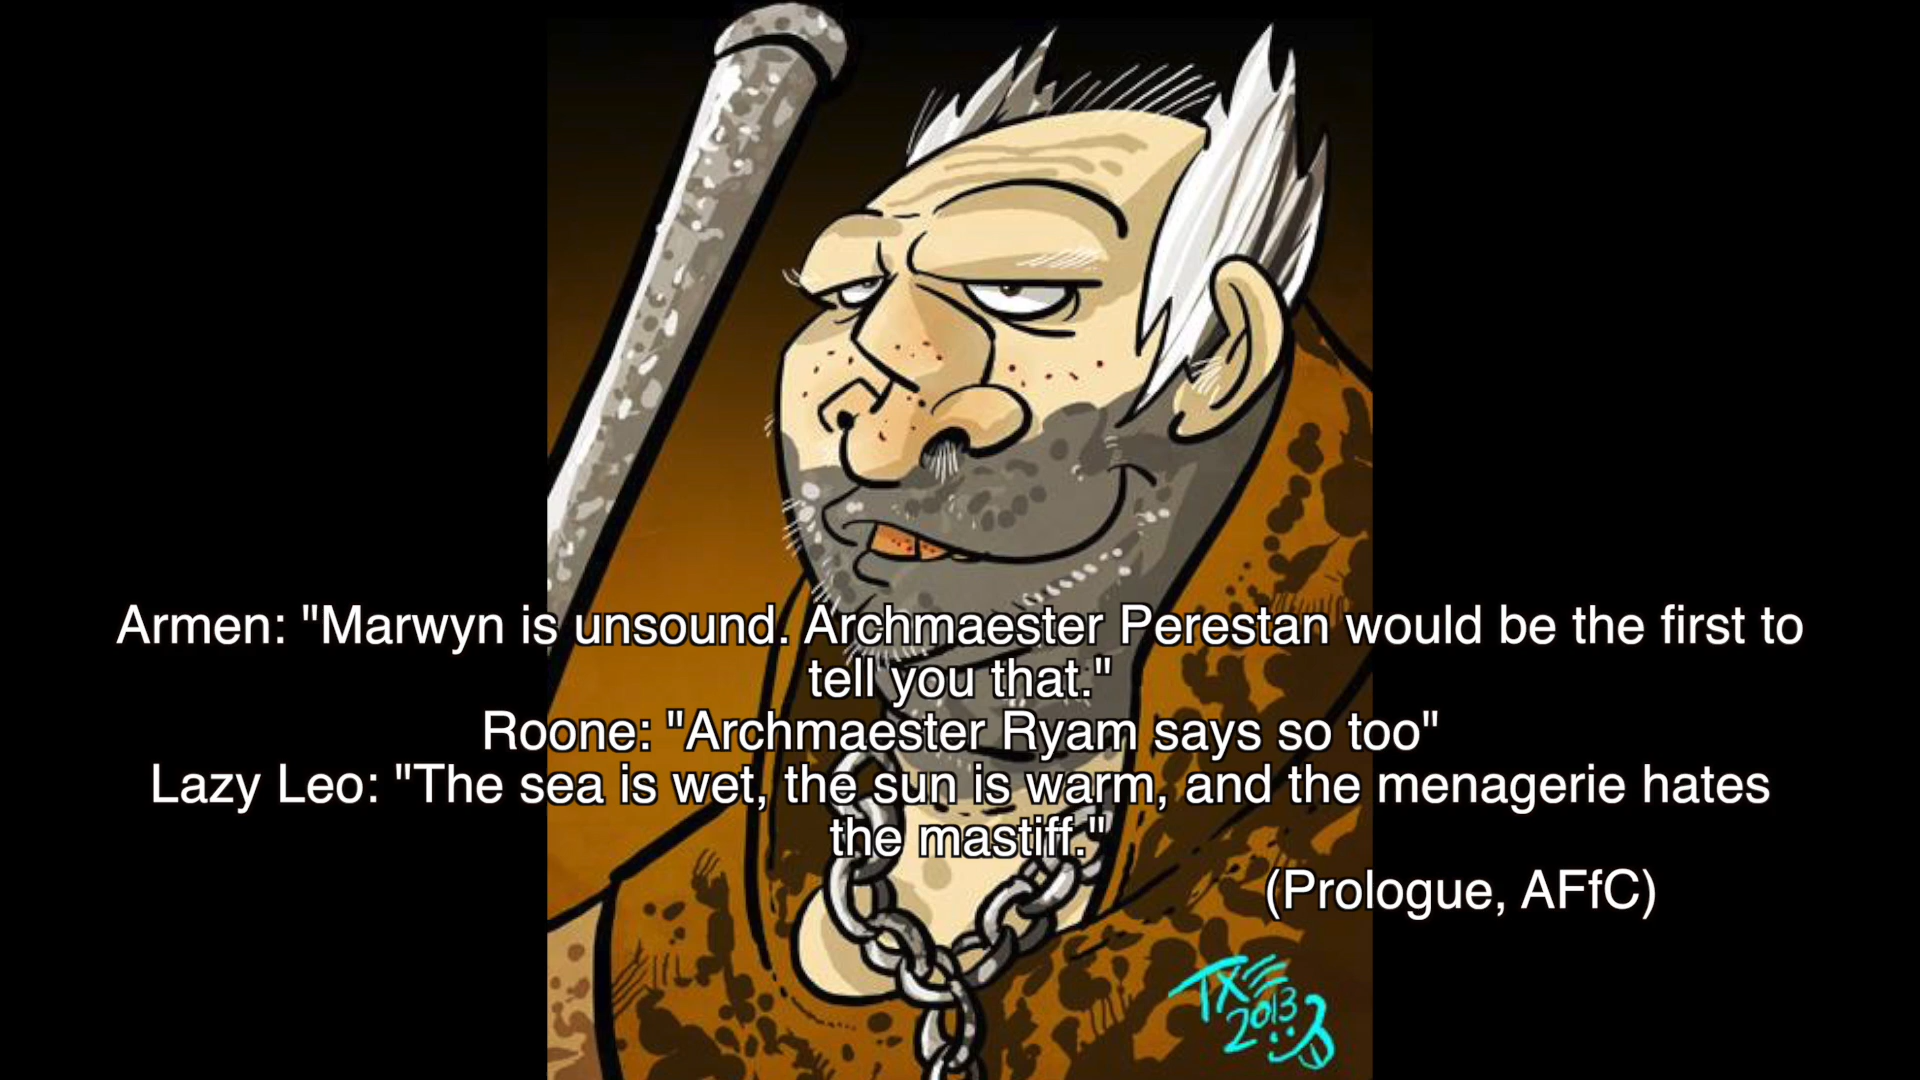 Armen: "Marwyn is unsound. Archmaester Perestan would be the first to
tell you that."
Roone: "Archmaester Ryam says so too"
Lazy Leo: "The sea is wet, the sun is warm, and the menagerie hates
the mastiff."
(Prologue, AFfC)
TXE
2013